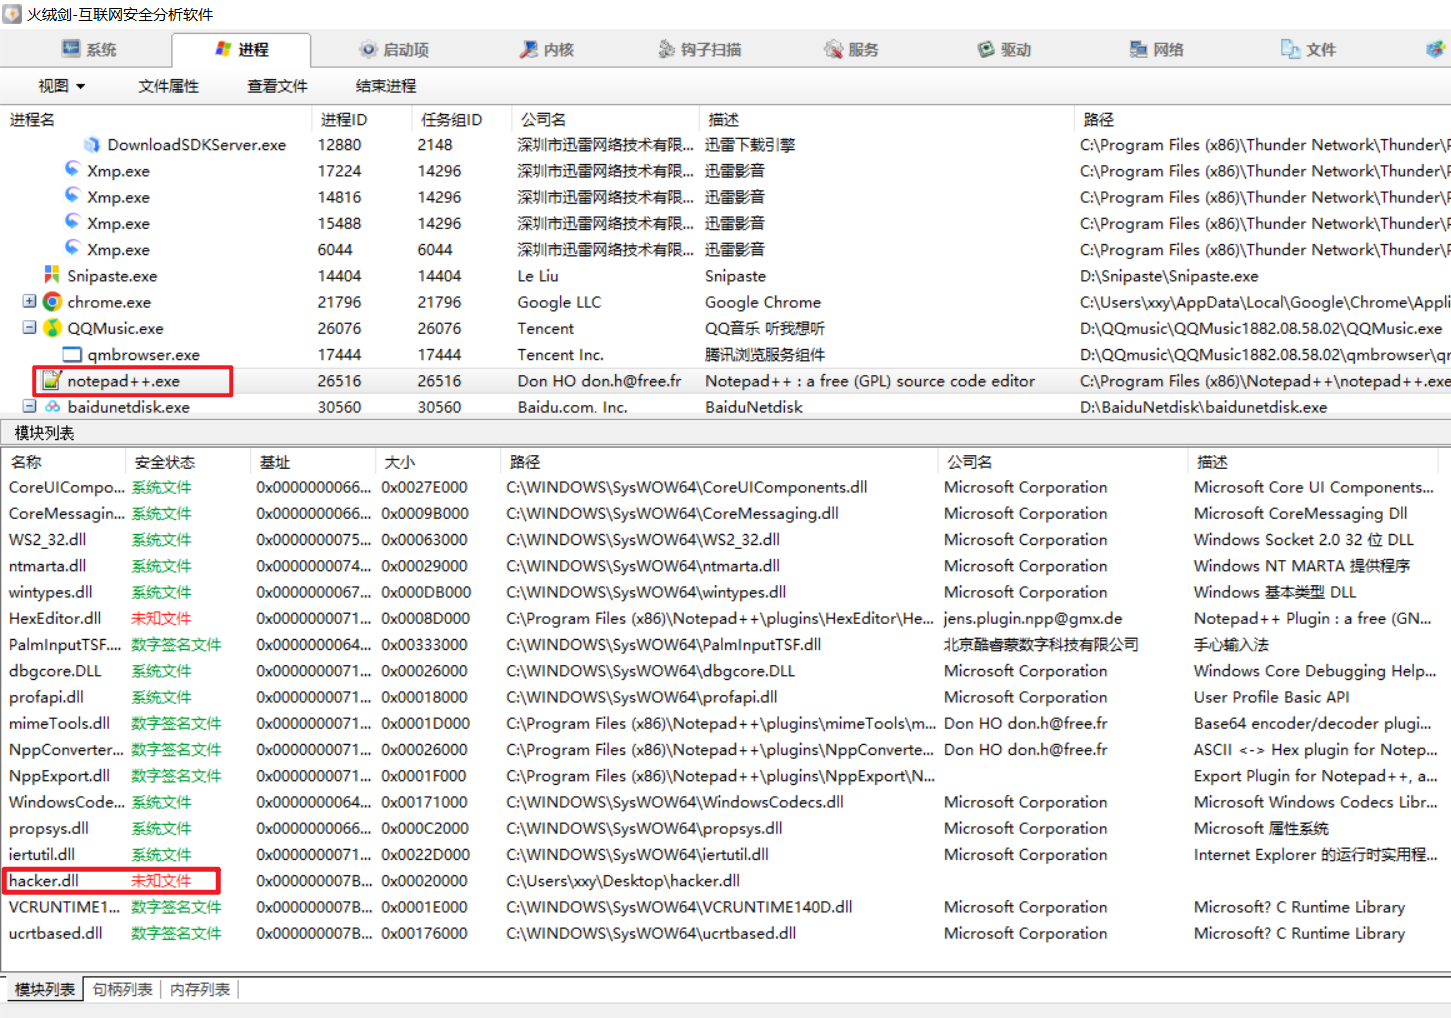 火绒剑-互联网安全分析软件
系统 进程 启动项 内核 钩子扫描 服务 驱动 网络 文件
视图 文件属性 查看文件 结束进程
进程名 进程ID 任务组ID 公司名 描述 路径
DownloadSDKServer.exe 12880 2148 深圳市迅雷网络技术有限... 迅雷下载引擎 C:\Program Files (x86)\Thunder Network\Thunder\
Xmp.exe 17224 14296 深圳市迅雷网络技术有限... 迅雷影音 C:\Program Files (x86)\Thunder Network\Thunder\
Xmp.exe 14816 14296 深圳市迅雷网络技术有限... 迅雷影音 C:\Program Files (x86)\Thunder Network\Thunder\
Xmp.exe 15488 14296 深圳市迅雷网络技术有限... 迅雷影音 C:\Program Files (x86)\Thunder Network\Thunder\
Xmp.exe 6044 6044 深圳市迅雷网络技术有限... 迅雷影音 C:\Program Files (x86)\Thunder Network\Thunder\
Snipaste.exe 14404 14404 Le Liu Snipaste D:\Snipaste\Snipaste.exe
chrome.exe 21796 21796 Google LLC Google Chrome C:\Users\xxy\AppData\Local\Google\Chrome\Appli
QQMusic.exe 26076 26076 Tencent QQ音乐 听我想听 D:\QQmusic\QQMusic1882.08.58.02\QQMusic.exe
qmbrowser.exe 17444 17444 Tencent Inc. 腾讯浏览服务组件 D:\QQmusic\QQMusic1882.08.58.02\qmbrowser\q
notepad++.exe 26516 26516 Don HO don.h@free.fr Notepad++ : a free (GPL) source code editor C:\Program Files (x86)\Notepad++\notepad++.exe
baidunetdisk.exe 30560 30560 Baidu.com, Inc. BaiduNetdisk D:\BaiduNetdisk\baidunetdisk.exe
模块列表
名称 安全状态 基址 大小 路径 公司名 描述
CoreUICompo... 系统文件 0x0000000066... 0x0027E000 C:\WINDOWS\SysWOW64\CoreUIComponents.dll Microsoft Corporation Microsoft Core UI Components...
CoreMessagin... 系统文件 0x0000000066... 0x0009B000 C:\WINDOWS\SysWOW64\CoreMessaging.dll Microsoft Corporation Microsoft CoreMessaging Dll
WS2_32.dll 系统文件 0x0000000075... 0x00063000 C:\WINDOWS\SysWOW64\WS2_32.dll Microsoft Corporation Windows Socket 2.0 32 位 DLL
ntmarta.dll 系统文件 0x0000000074... 0x00029000 C:\WINDOWS\SysWOW64\ntmarta.dll Microsoft Corporation Windows NT MARTA 提供程序
wintypes.dll 系统文件 0x0000000067... 0x000DB000 C:\WINDOWS\SysWOW64\wintypes.dll Microsoft Corporation Windows 基本类型 DLL
HexEditor.dll 未知文件 0x0000000071... 0x0008D000 C:\Program Files (x86)\Notepad++\plugins\HexEditor\He... jens.plugin.npp@gmx.de Notepad++ Plugin : a free (GN...
PalmInputTSF.... 数字签名文件 0x0000000064... 0x00333000 C:\WINDOWS\SysWOW64\PalmInputTSF.dll 北京酷睿蒙数字科技有限公司 手心输入法
dbgcore.DLL 系统文件 0x0000000071... 0x00026000 C:\WINDOWS\SysWOW64\dbgcore.DLL Microsoft Corporation Windows Core Debugging Help...
profapi.dll 系统文件 0x0000000071... 0x00018000 C:\WINDOWS\SysWOW64\profapi.dll Microsoft Corporation User Profile Basic API
mimeTools.dll 数字签名文件 0x0000000071... 0x0001D000 C:\Program Files (x86)\Notepad++\plugins\mimeTools\m... Don HO don.h@free.fr Base64 encoder/decoder plugi...
NppConverter... 数字签名文件 0x0000000071... 0x00026000 C:\Program Files (x86)\Notepad++\plugins\NppConverte... Don HO don.h@free.fr ASCII <-> Hex plugin for Notep...
NppExport.dll 数字签名文件 0x0000000071... 0x0001F000 C:\Program Files (x86)\Notepad++\plugins\NppExport\N... Export Plugin for Notepad++, a...
WindowsCode... 系统文件 0x0000000064... 0x00171000 C:\WINDOWS\SysWOW64\WindowsCodecs.dll Microsoft Corporation Microsoft Windows Codecs Libr...
propsys.dll 系统文件 0x0000000066... 0x000C2000 C:\WINDOWS\SysWOW64\propsys.dll Microsoft Corporation Microsoft 属性系统
iertutil.dll 系统文件 0x0000000071... 0x0022D000 C:\WINDOWS\SysWOW64\iertutil.dll Microsoft Corporation Internet Explorer 的运行时实用程...
hacker.dll 未知文件 0x000000007B... 0x00020000 C:\Users\xxy\Desktop\hacker.dll
VCRUNTIME1... 数字签名文件 0x000000007B... 0x0001E000 C:\WINDOWS\SysWOW64\VCRUNTIME140D.dll Microsoft Corporation Microsoft? C Runtime Library
ucrtbased.dll 数字签名文件 0x000000007B... 0x00176000 C:\WINDOWS\SysWOW64\ucrtbased.dll Microsoft Corporation Microsoft? C Runtime Library
模块列表 句柄列表 内存列表